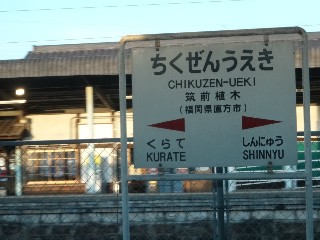 ちくぜんうえき
CHIKUZEN-UEKI
筑前植木
(福岡県直方市)
くらて しんにゅう
KURATE SHINNYU